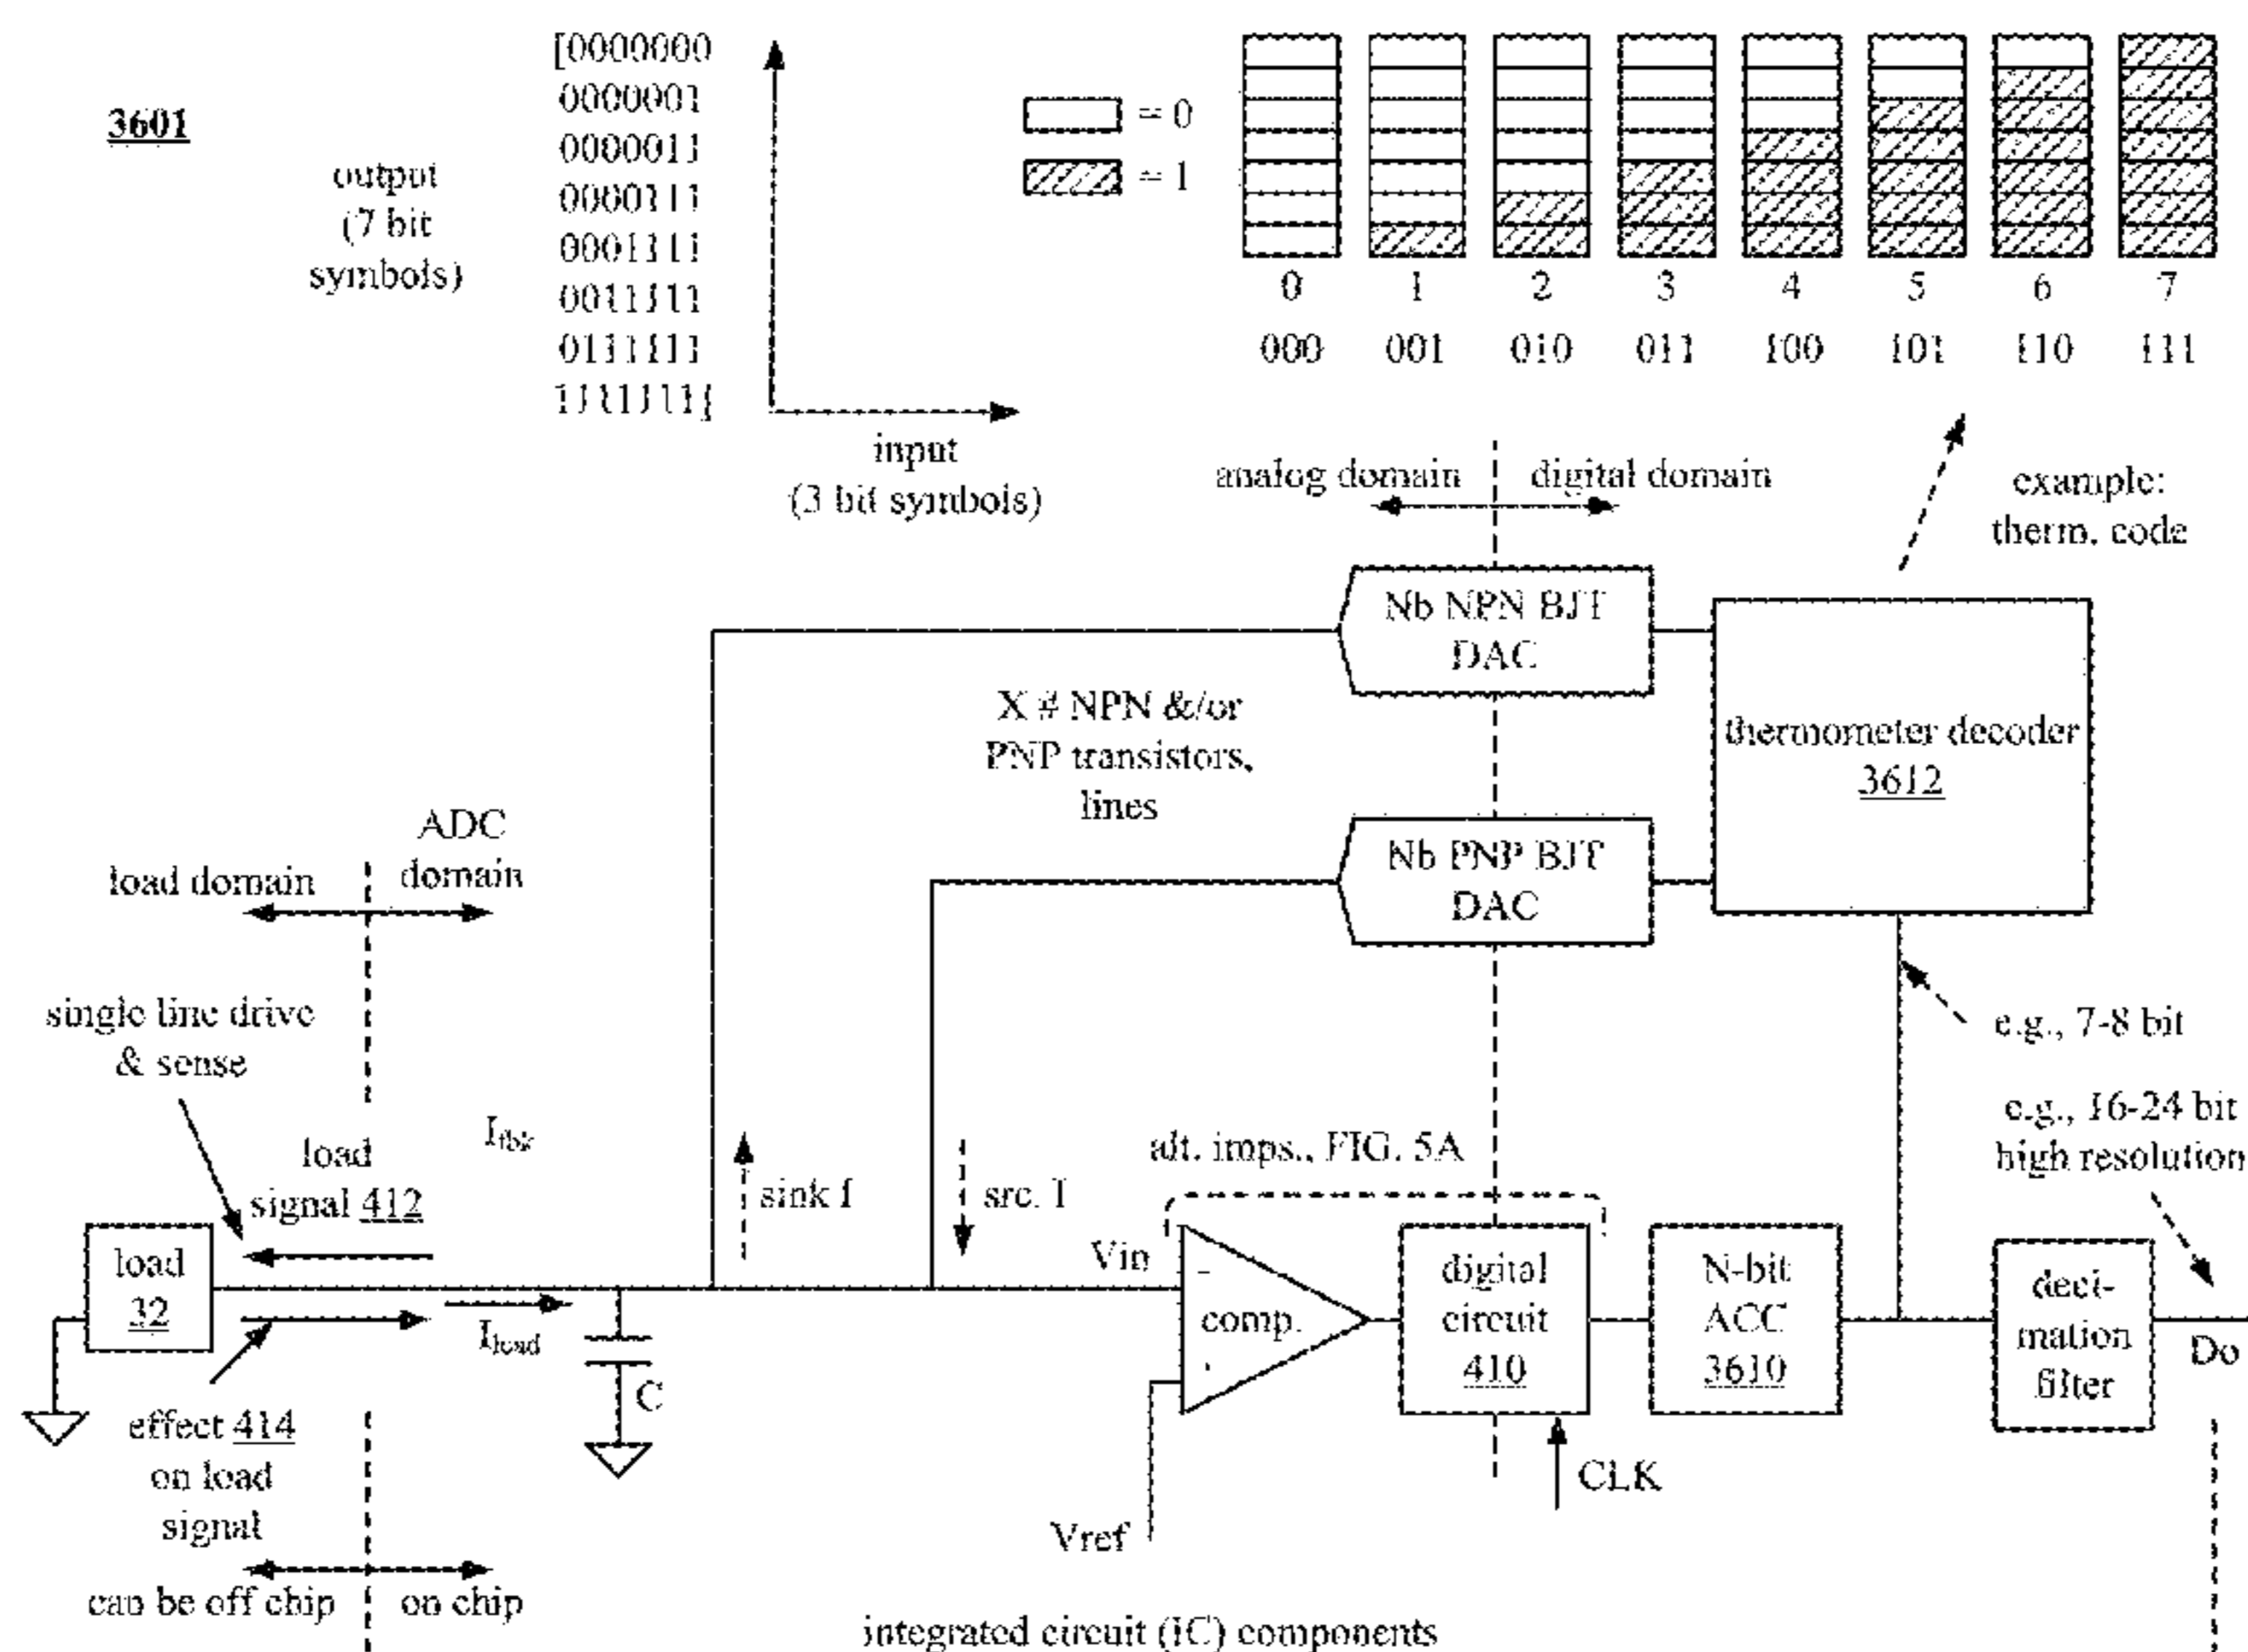 3601
output
(7 bit
symbols)
[0000000
0000001
0000011
0000111
0001111
0011111
0111111
1111111]
input
(3 bit symbols)
= 0
= 1
0 1 2 3 4 5 6 7
000 001 010 011 100 101 110 111
analog domain
digital domain
example:
therm. code
Nb NPN BJT
DAC
X # NPN &/or
PNP transistors,
lines
thermometer decoder
3612
Nb PNP BJT
DAC
load domain
ADC
domain
single line drive
& sense
e.g., 7-8 bit
e.g., 16-24 bit
high resolution
load
signal 412
Ifbk
sink I
src. I
alt. imps., FIG. 5A
load
32
Iload
C
Vin
-
comp.
Vref
digital
circuit
410
CLK
N-bit
ACC
3610
deci-
mation
filter
Do
effect 414
on load
signal
can be off chip
on chip
integrated circuit (IC) components